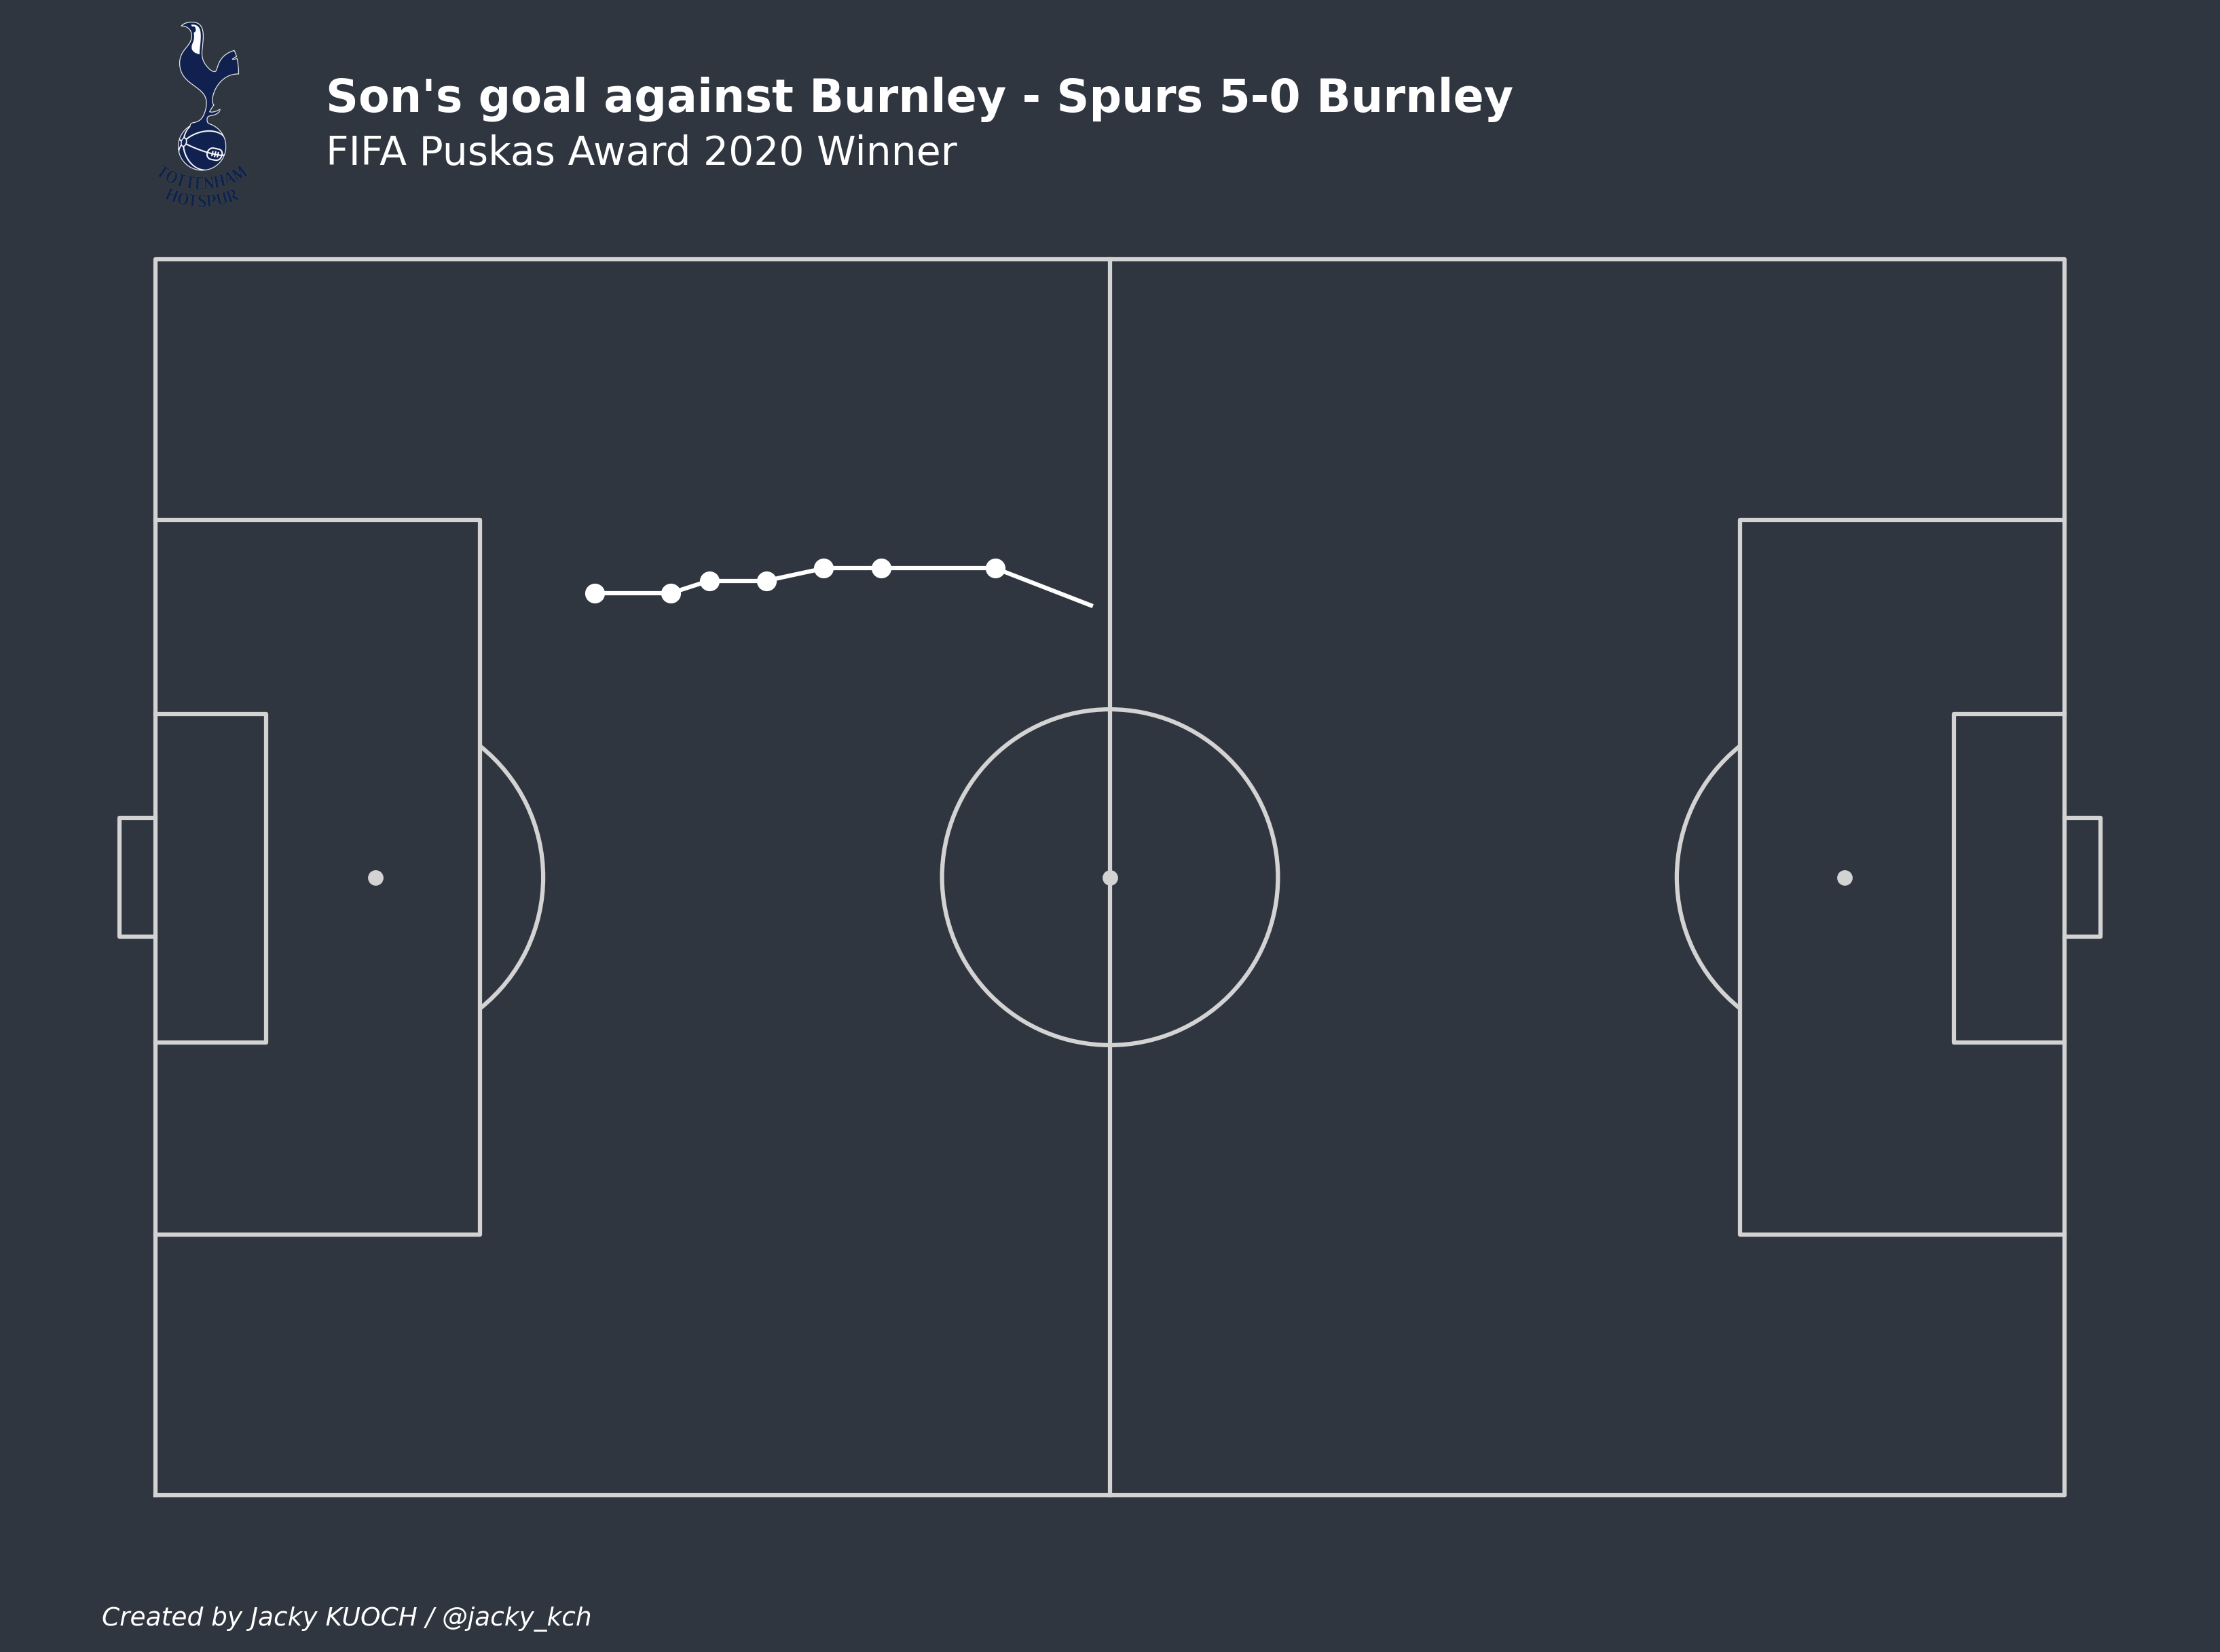 Son's goal against Burnley - Spurs 5-0 Burnley
FIFA Puskas Award 2020 Winner
TOTTENHAM
HOTSPUR
Created by Jacky KUOCH / @jacky_kch